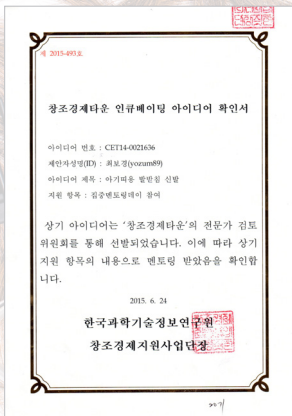 제 2015-493호
창조경제타운 인큐베이팅 아이디어 확인서
아이디어 번호 : CET14-0021636
제안자성명(ID) : 최보경(yozum89)
아이디어 제목 : 아기띠용 발받침 신발
지원 항목 : 집중멘토링데이 참여
상기 아이디어는 '창조경제타운'의 전문가 검토
위원회를 통해 선발되었습니다. 이에 따라 상기
지원 항목의 내용으로 멘토링 받았음을 확인합
니다.
2015. 6. 24
한국과학기술정보연구원
창조경제지원사업단장